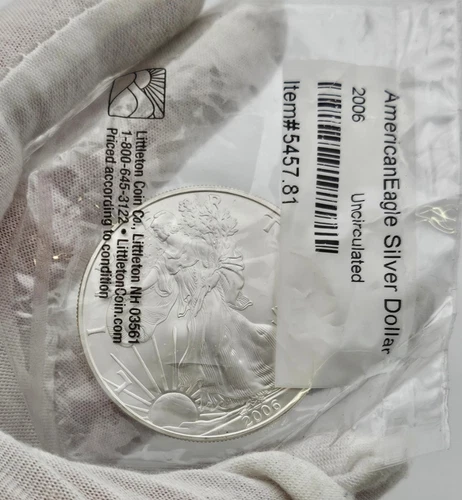 AmericanEagle Silver Dollar
2006
Uncirculated
Item#5457.81
Littleton Coin Co., Littleton NH 03561
1-800-645-3122 • LittletonCoin.com
Priced according to condition
2006